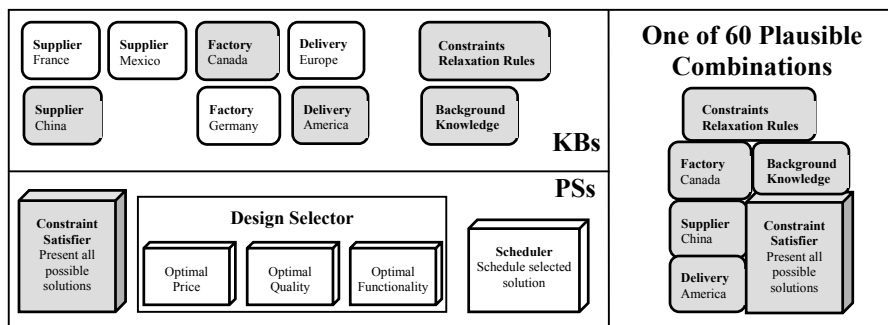 Supplier
France
Supplier
Mexico
Factory
Canada
Delivery
Europe
Constraints
Relaxation Rules
Supplier
China
Factory
Germany
Delivery
America
Background
Knowledge
KBs
PSs
Constraint
Satisfier
Present all
possible
solutions
Design Selector
Optimal
Price
Optimal
Quality
Optimal
Functionality
Scheduler
Schedule selected
solution
One of 60 Plausible
Combinations
Constraints
Relaxation Rules
Factory
Canada
Background
Knowledge
Supplier
China
Constraint
Satisfier
Present all
possible
solutions
Delivery
America